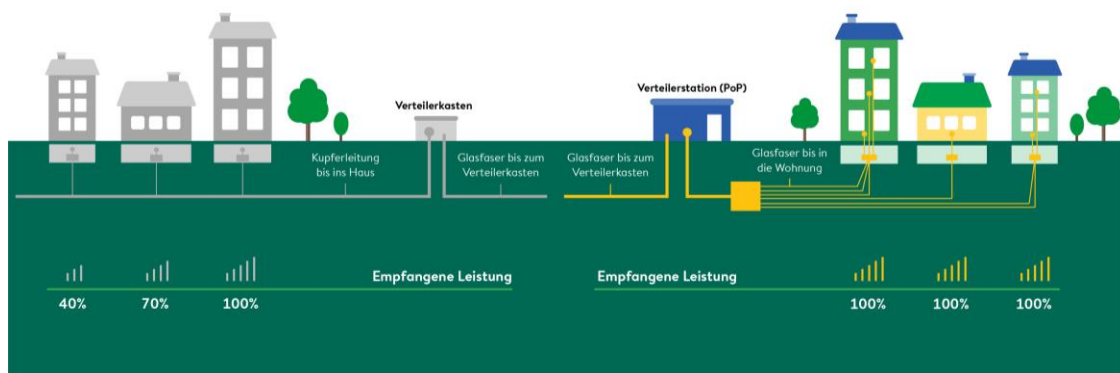 Verteilerkasten
Kupferleitung
bis ins Haus
Glasfaser bis zum
Verteilerkasten
Empfangene Leistung
40%
70%
100%
Verteilerstation (PoP)
Glasfaser bis zum
Verteilerkasten
Glasfaser bis in
die Wohnung
Empfangene Leistung
100%
100%
100%